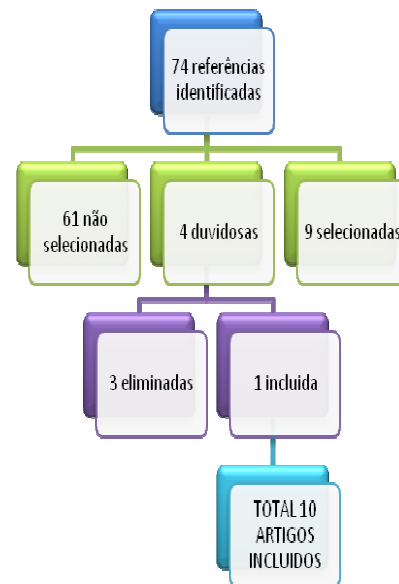 74 referências
identificadas
61 não
selecionadas
4 duvidosas
9 selecionadas
3 eliminadas
1 incluida
TOTAL 10
ARTIGOS
INCLUIDOS